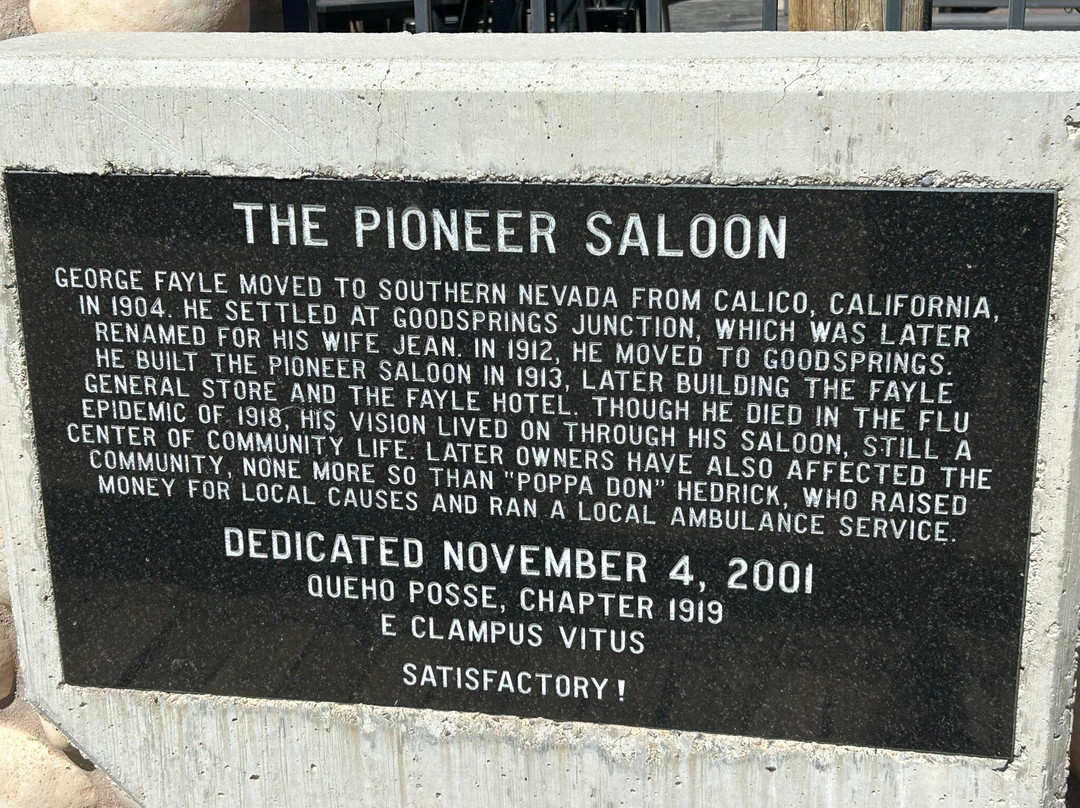 THE PIONEER SALOON
GEORGE FAYLE MOVED TO SOUTHERN NEVADA FROM CALICO, CALIFORNIA,
IN 1904. HE SETTLED AT GOODSPRINGS JUNCTION, WHICH WAS LATER
RENAMED FOR HIS WIFE JEAN. IN 1912, HE MOVED TO GOODSPRINGS.
HE BUILT THE PIONEER SALOON IN 1913, LATER BUILDING THE FAYLE
GENERAL STORE AND THE FAYLE HOTEL. THOUGH HE DIED IN THE FLU
EPIDEMIC OF 1918, HIS VISION LIVED ON THROUGH HIS SALOON, STILL A
CENTER OF COMMUNITY LIFE. LATER OWNERS HAVE ALSO AFFECTED THE
COMMUNITY, NONE MORE SO THAN "POPPA DON" HEDRICK, WHO RAISED
MONEY FOR LOCAL CAUSES AND RAN A LOCAL AMBULANCE SERVICE.
DEDICATED NOVEMBER 4, 2001
QUEHO POSSE, CHAPTER 1919
E CLAMPUS VITUS
SATISFACTORY!